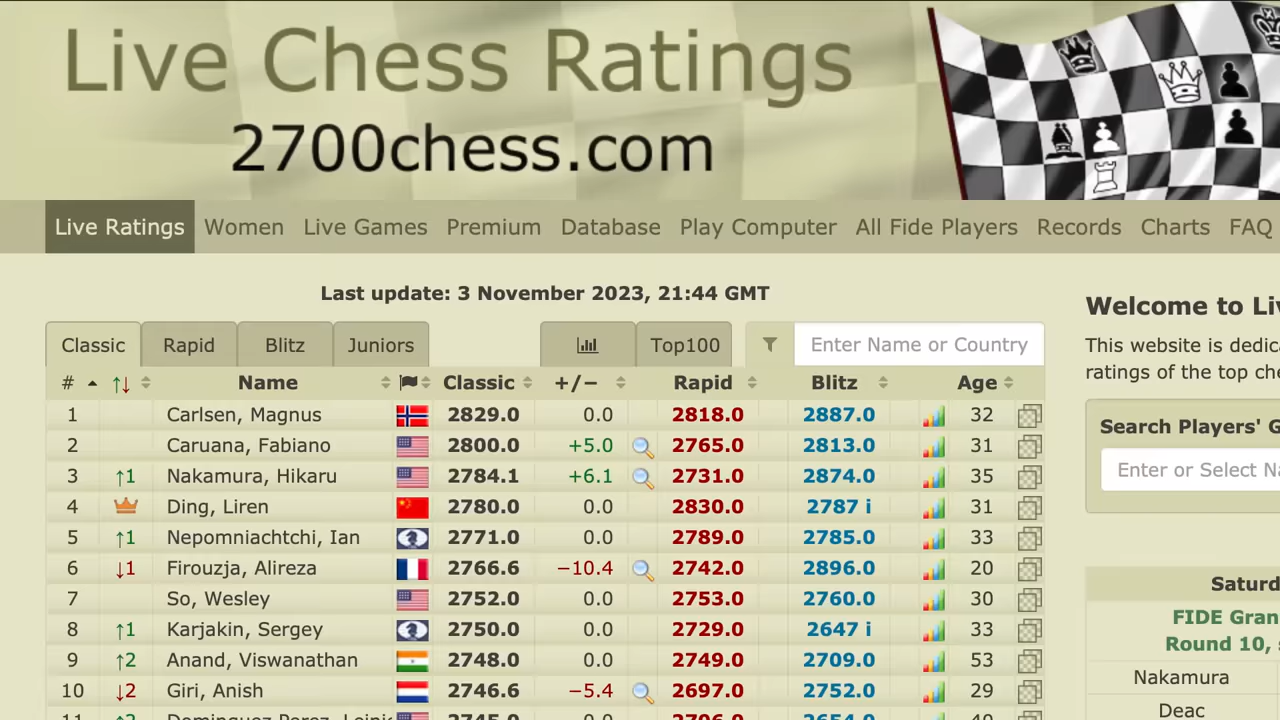 Live Chess Ratings
2700chess.com
Live Ratings Women Live Games Premium Database Play Computer All Fide Players Records Charts FAQ
Last update: 3 November 2023, 21:44 GMT
Welcome to
Classic Rapid Blitz Juniors Top100 Enter Name or Country
This website is
ratings of the top
# Name Classic +/− Rapid Blitz Age
1 Carlsen, Magnus 2829.0 0.0 2818.0 2887.0 32
Search Players'
2 Caruana, Fabiano 2800.0 +5.0 2765.0 2813.0 31
Enter or Select
3 ↑1 Nakamura, Hikaru 2784.1 +6.1 2731.0 2874.0 35
4 Ding, Liren 2780.0 0.0 2830.0 2787 i 31
5 ↑1 Nepomniachtchi, Ian 2771.0 0.0 2789.0 2785.0 33
6 ↓1 Firouzja, Alireza 2766.6 −10.4 2742.0 2896.0 20
7 So, Wesley 2752.0 0.0 2753.0 2760.0 30
8 ↑1 Karjakin, Sergey 2750.0 0.0 2729.0 2647 i 33
9 ↑2 Anand, Viswanathan 2748.0 0.0 2749.0 2709.0 53
10 ↓2 Giri, Anish 2746.6 −5.4 2697.0 2752.0 29
FIDE
Round 10,
Nakamura
Deac